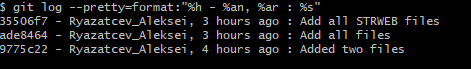 $ git log --pretty=format:"%h - %an, %ar : %s"
35506f7 - Ryazatcev_Aleksei, 3 hours ago : Add all STRWEB files
ade8464 - Ryazatcev_Aleksei, 3 hours ago : Add all files
9775c22 - Ryazatcev_Aleksei, 4 hours ago : Added two files